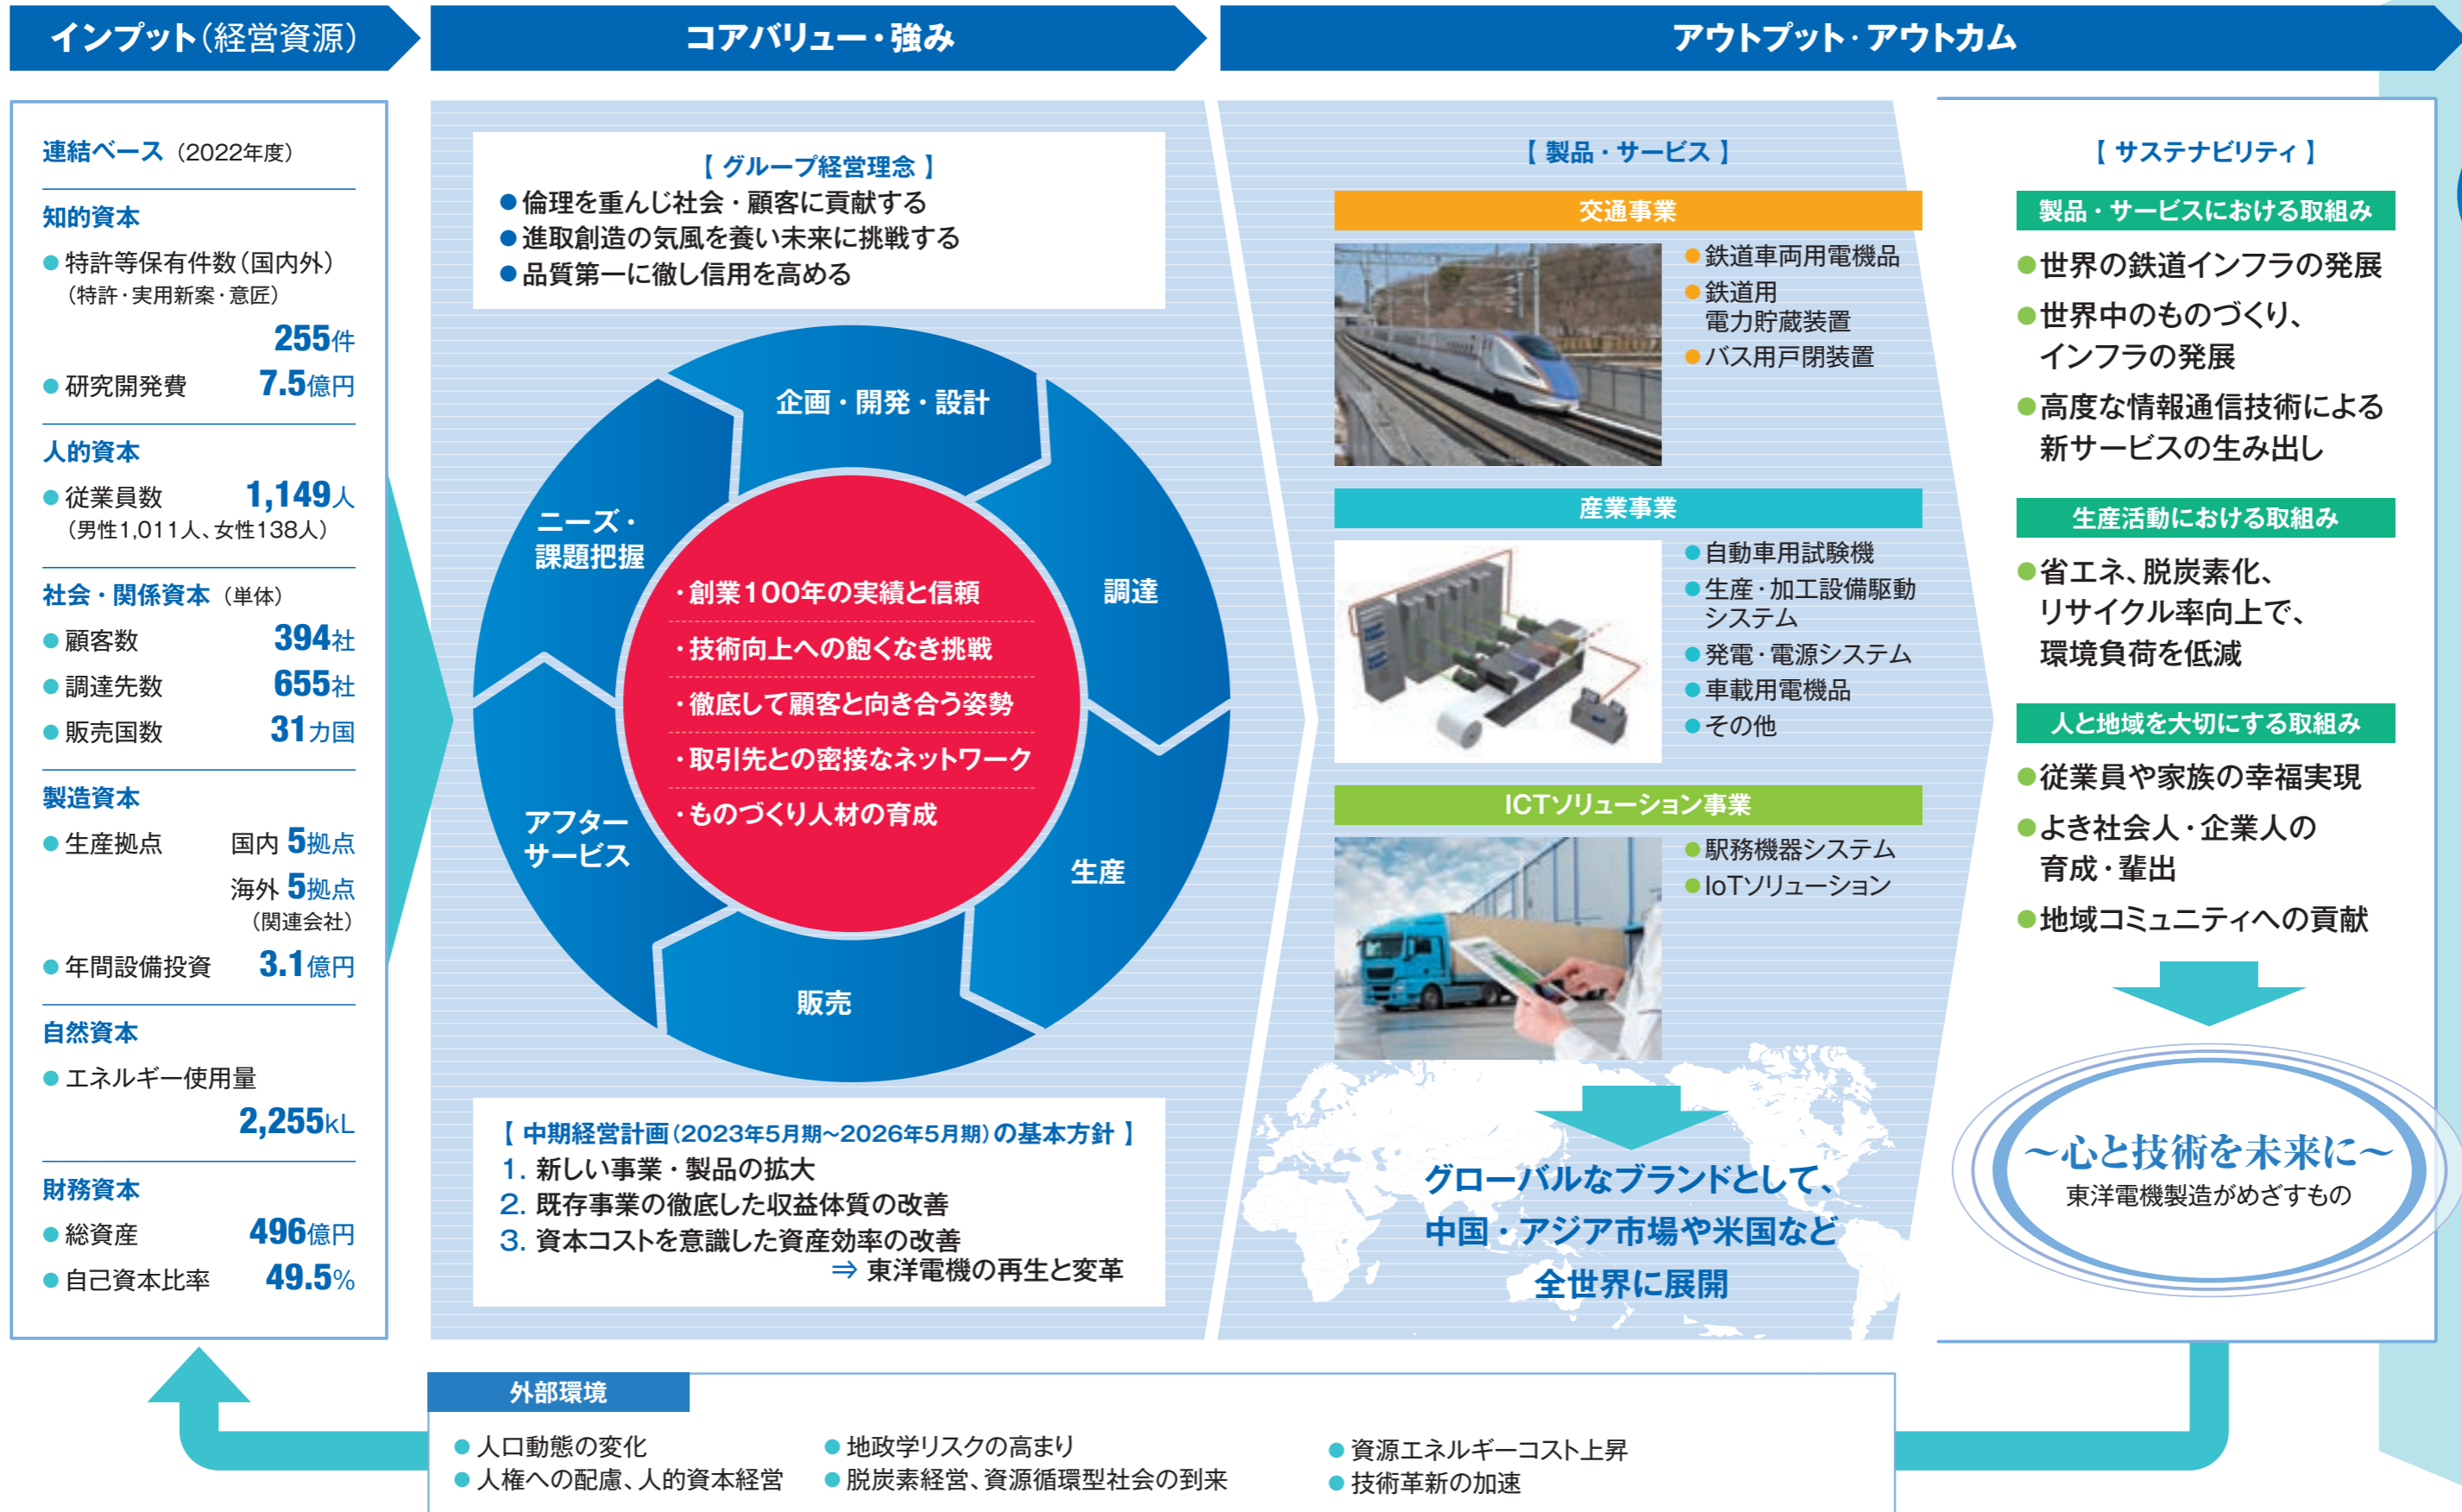 インプット（経営資源）
コアバリュー・強み
アウトプット・アウトカム
連結ベース（2022年度）
知的資本
●特許等保有件数（国内外）
（特許・実用新案・意匠）
255件
●研究開発費 7.5億円
人的資本
●従業員数 1,149人
（男性1,011人、女性138人）
社会・関係資本（単体）
●顧客数 394社
●調達先数 655社
●販売国数 31カ国
製造資本
●生産拠点 国内 5拠点
海外 5拠点
（関連会社）
●年間設備投資 3.1億円
自然資本
●エネルギー使用量
2,255kL
財務資本
●総資産 496億円
●自己資本比率 49.5%
【 グループ経営理念 】
●倫理を重んじ社会・顧客に貢献する
●進取創造の気風を養い未来に挑戦する
●品質第一に徹し信用を高める
企画・開発・設計
調達
生産
販売
アフター
サービス
ニーズ・
課題把握
・創業100年の実績と信頼
・技術向上への飽くなき挑戦
・徹底して顧客と向き合う姿勢
・取引先との密接なネットワーク
・ものづくり人材の育成
【 中期経営計画（2023年5月期～2026年5月期）の基本方針 】
1. 新しい事業・製品の拡大
2. 既存事業の徹底した収益体質の改善
3. 資本コストを意識した資産効率の改善
⇒ 東洋電機の再生と変革
【 製品・サービス 】
交通事業
●鉄道車両用電機品
●鉄道用
電力貯蔵装置
●バス用戸閉装置
産業事業
●自動車用試験機
●生産・加工設備駆動
システム
●発電・電源システム
●車載用電機品
●その他
ICTソリューション事業
●駅務機器システム
●IoTソリューション
グローバルなブランドとして、
中国・アジア市場や米国など
全世界に展開
【 サステナビリティ 】
製品・サービスにおける取組み
●世界の鉄道インフラの発展
●世界中のものづくり、
インフラの発展
●高度な情報通信技術による
新サービスの生み出し
生産活動における取組み
●省エネ、脱炭素化、
リサイクル率向上で、
環境負荷を低減
人と地域を大切にする取組み
●従業員や家族の幸福実現
●よき社会人・企業人の
育成・輩出
●地域コミュニティへの貢献
～心と技術を未来に～
東洋電機製造がめざすもの
外部環境
●人口動態の変化
●人権への配慮、人的資本経営
●地政学リスクの高まり
●脱炭素経営、資源循環型社会の到来
●資源エネルギーコスト上昇
●技術革新の加速